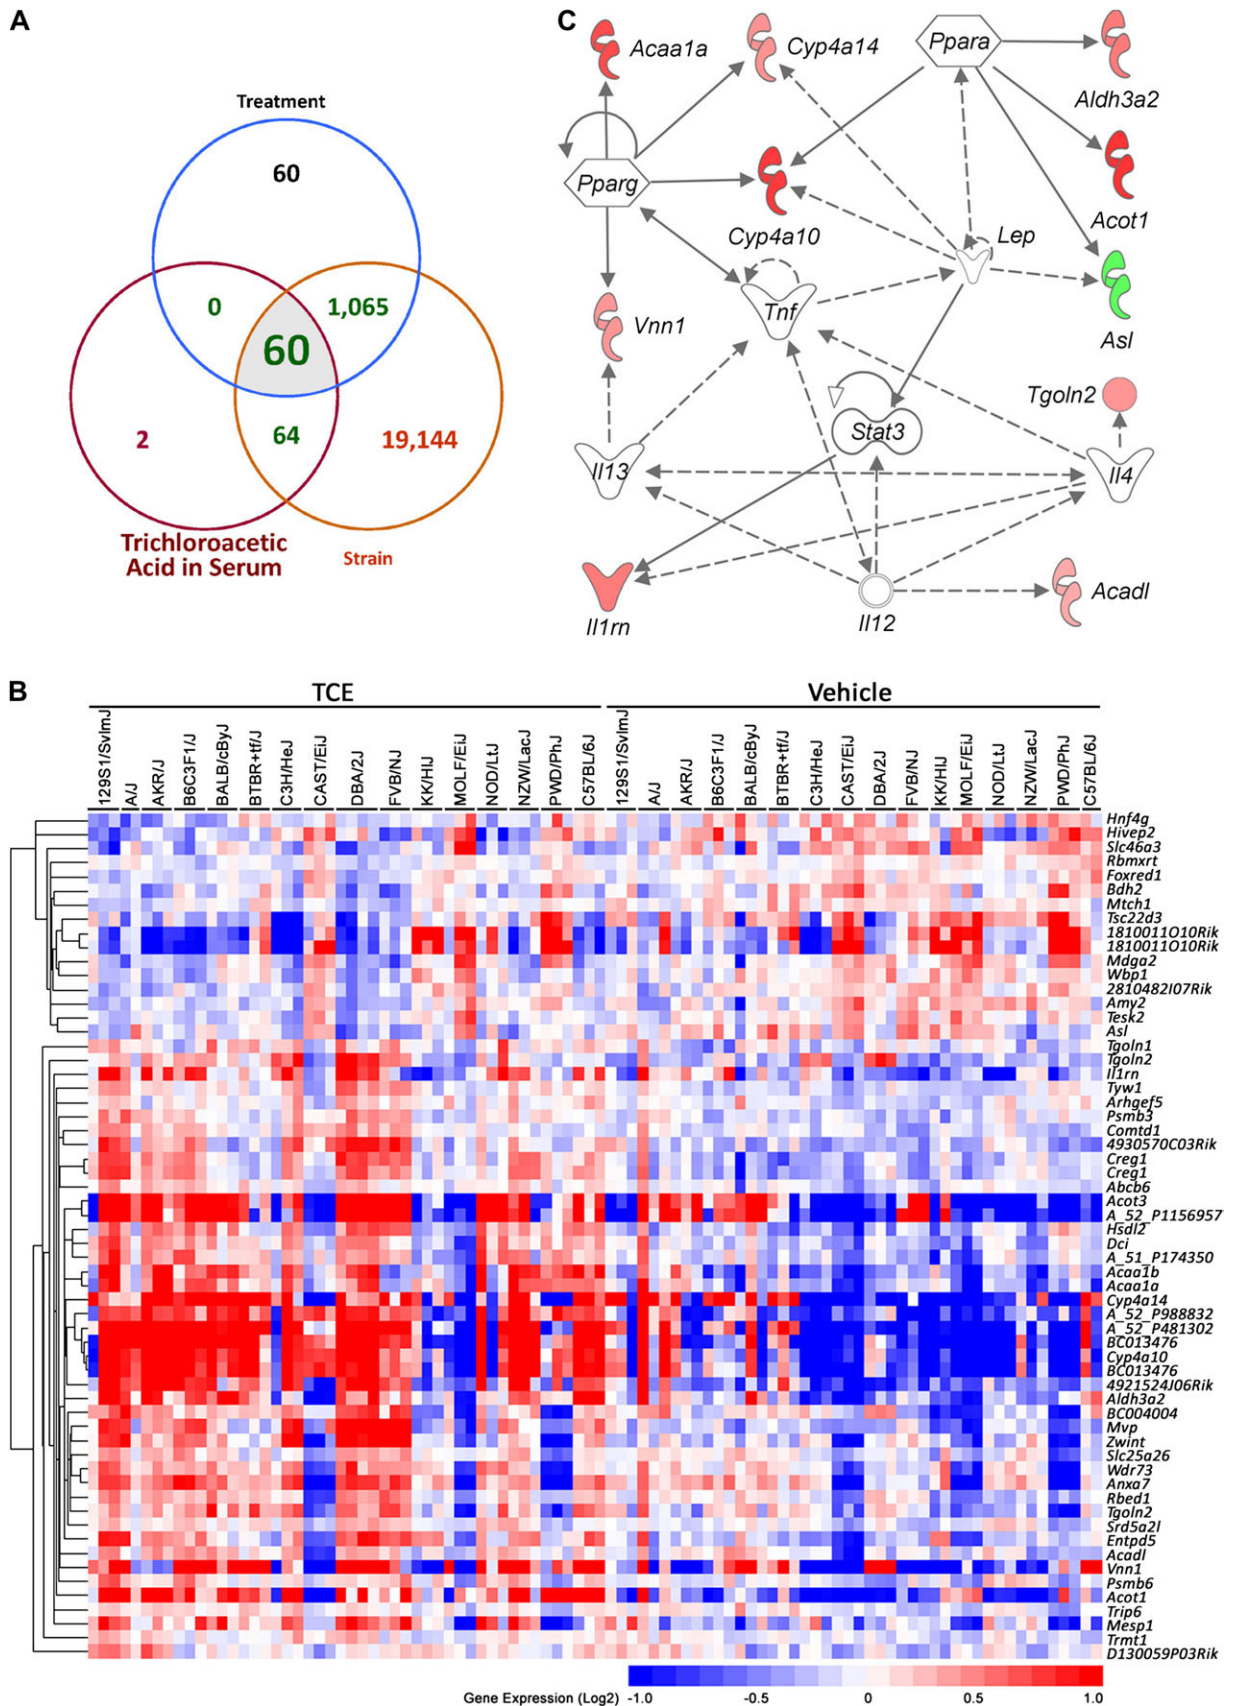 A
Treatment
60
0
1,065
60
2
64
19,144
Trichloroacetic
Acid in Serum
Strain
C
Acaa1a
Cyp4a14
Ppara
Aldh3a2
Pparg
Cyp4a10
Acot1
Lep
Tnf
Vnn1
Asl
Tgoln2
Stat3
Il13
Il4
Il1rn
Il12
Acadl
B
TCE
Vehicle
129S1/SvImJ
A/J
AKR/J
B6C3F1/J
BALB/cByJ
BTBR+tf/J
C3H/HeJ
CAST/EiJ
DBA/2J
FVB/NJ
KK/HIJ
MOLF/EiJ
NOD/LtJ
NZW/LacJ
PWD/PhJ
C57BL/6J
129S1/SvImJ
A/J
AKR/J
B6C3F1/J
BALB/cByJ
BTBR+tf/J
C3H/HeJ
CAST/EiJ
DBA/2J
FVB/NJ
KK/HIJ
MOLF/EiJ
NOD/LtJ
NZW/LacJ
PWD/PhJ
C57BL/6J
Hnf4g
Hivep2
Slc46a3
Rbmxrt
Foxred1
Bdh2
Mtch1
Tsc22d3
1810011O10Rik
1810011O10Rik
Mdga2
Wbp1
2810482I07Rik
Amy2
Tesk2
Asl
Tgoln1
Tgoln2
Il1rn
Tyw1
Arhgef5
Psmb3
Comtd1
4930570C03Rik
Creg1
Creg1
Abcb6
Acot3
A_52_P1156957
Hsdl2
Dci
A_51_P174350
Acaa1b
Acaa1a
Cyp4a14
A_52_P988832
A_52_P481302
BC013476
Cyp4a10
BC013476
4921524J06Rik
Aldh3a2
BC004004
Mvp
Zwint
Slc25a26
Wdr73
Anxa7
Rbed1
Tgoln2
Srd5a2l
Entpd5
Acadl
Vnn1
Psmb6
Acot1
Trip6
Mesp1
Trmt1
D130059P03Rik
Gene Expression (Log2) -1.0 -0.5 0 0.5 1.0